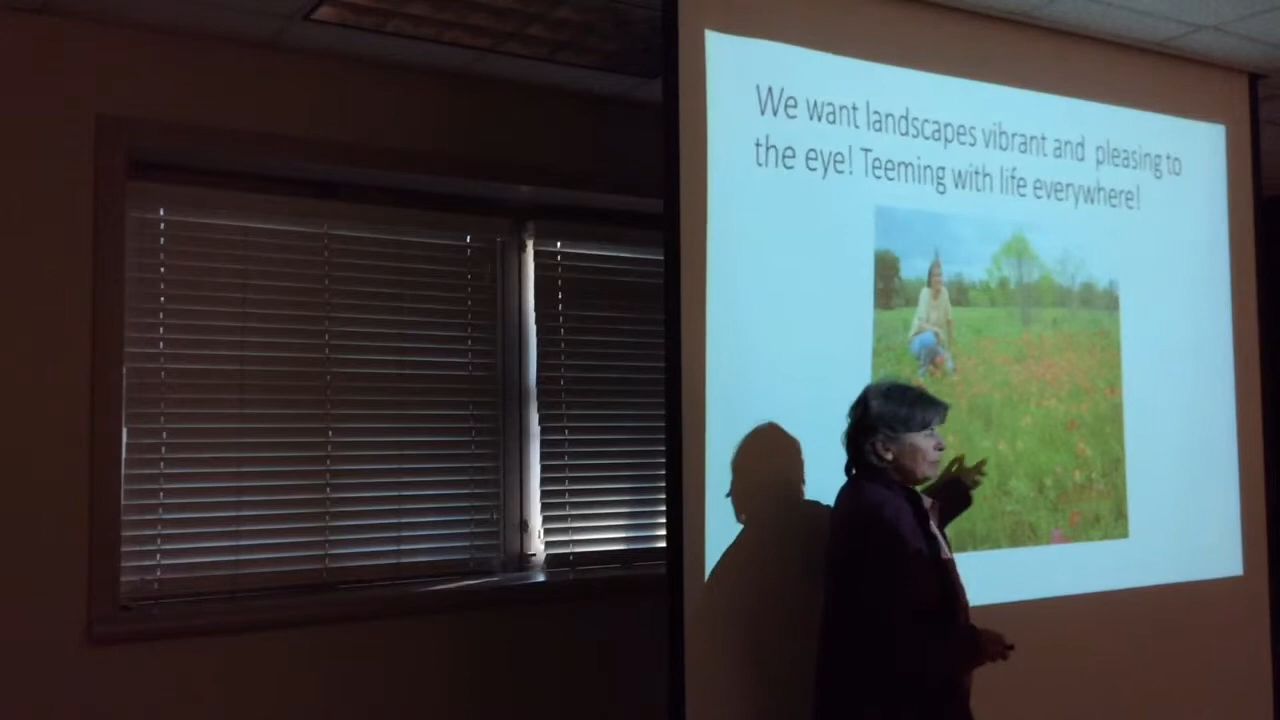 We want landscapes vibrant and pleasing to
the eye! Teeming with life everywhere!